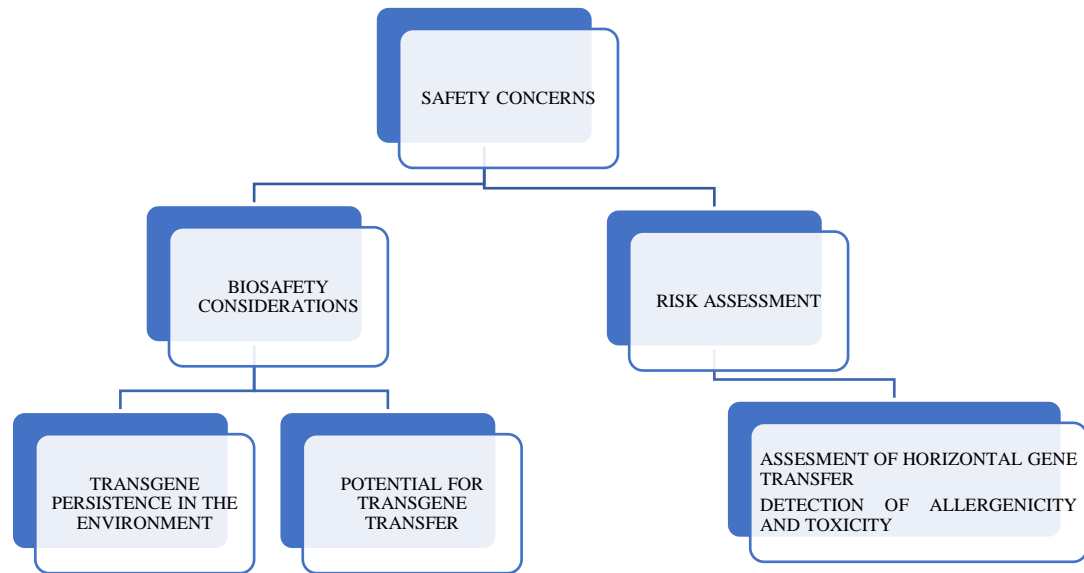 SAFETY CONCERNS
BIOSAFETY
CONSIDERATIONS
RISK ASSESSMENT
TRANSGENE
PERSISTENCE IN THE
ENVIRONMENT
POTENTIAL FOR
TRANSGENE
TRANSFER
ASSESMENT OF HORIZONTAL GENE
TRANSFER
DETECTION OF ALLERGENICITY
AND TOXICITY